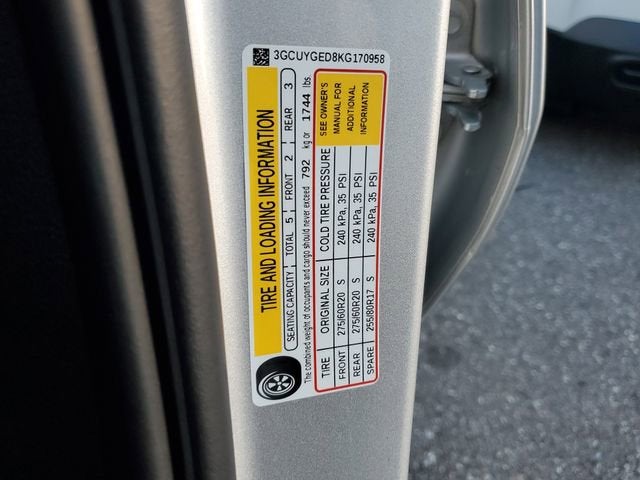 3GCUYGED8KG170958
TIRE AND LOADING INFORMATION
SEATING CAPACITY TOTAL 5 FRONT 2 REAR 3
The combined weight of occupants and cargo should never exceed 792 kg or 1744 lbs.
TIRE ORIGINAL SIZE COLD TIRE PRESSURE
FRONT 275/60R20 S 240 kPa, 35 PSI
REAR 275/60R20 S 240 kPa, 35 PSI
SPARE 255/80R17 S 240 kPa, 35 PSI
SEE OWNER'S
MANUAL FOR
ADDITIONAL
INFORMATION